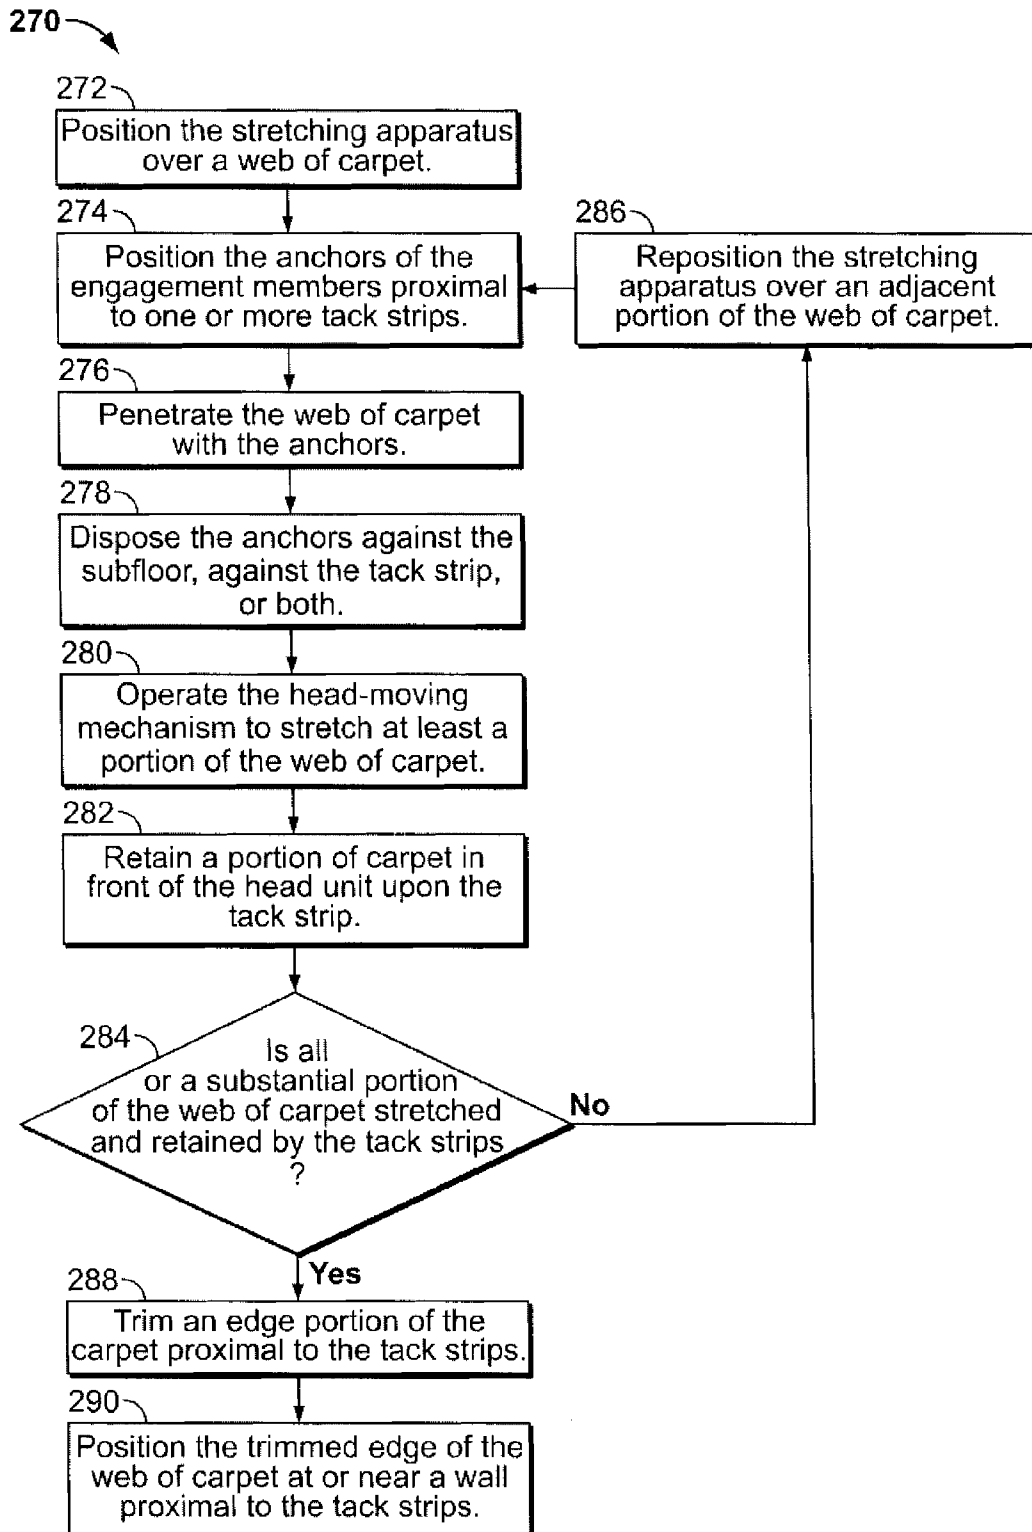 270
272
Position the stretching apparatus
over a web of carpet.
274
Position the anchors of the
engagement members proximal
to one or more tack strips.
286
Reposition the stretching
apparatus over an adjacent
portion of the web of carpet.
276
Penetrate the web of carpet
with the anchors.
278
Dispose the anchors against the
subfloor, against the tack strip,
or both.
280
Operate the head-moving
mechanism to stretch at least a
portion of the web of carpet.
282
Retain a portion of carpet in
front of the head unit upon the
tack strip.
284
Is all
or a substantial portion
of the web of carpet stretched
and retained by the tack strips
?
No
Yes
288
Trim an edge portion of the
carpet proximal to the tack strips.
290
Position the trimmed edge of the
web of carpet at or near a wall
proximal to the tack strips.